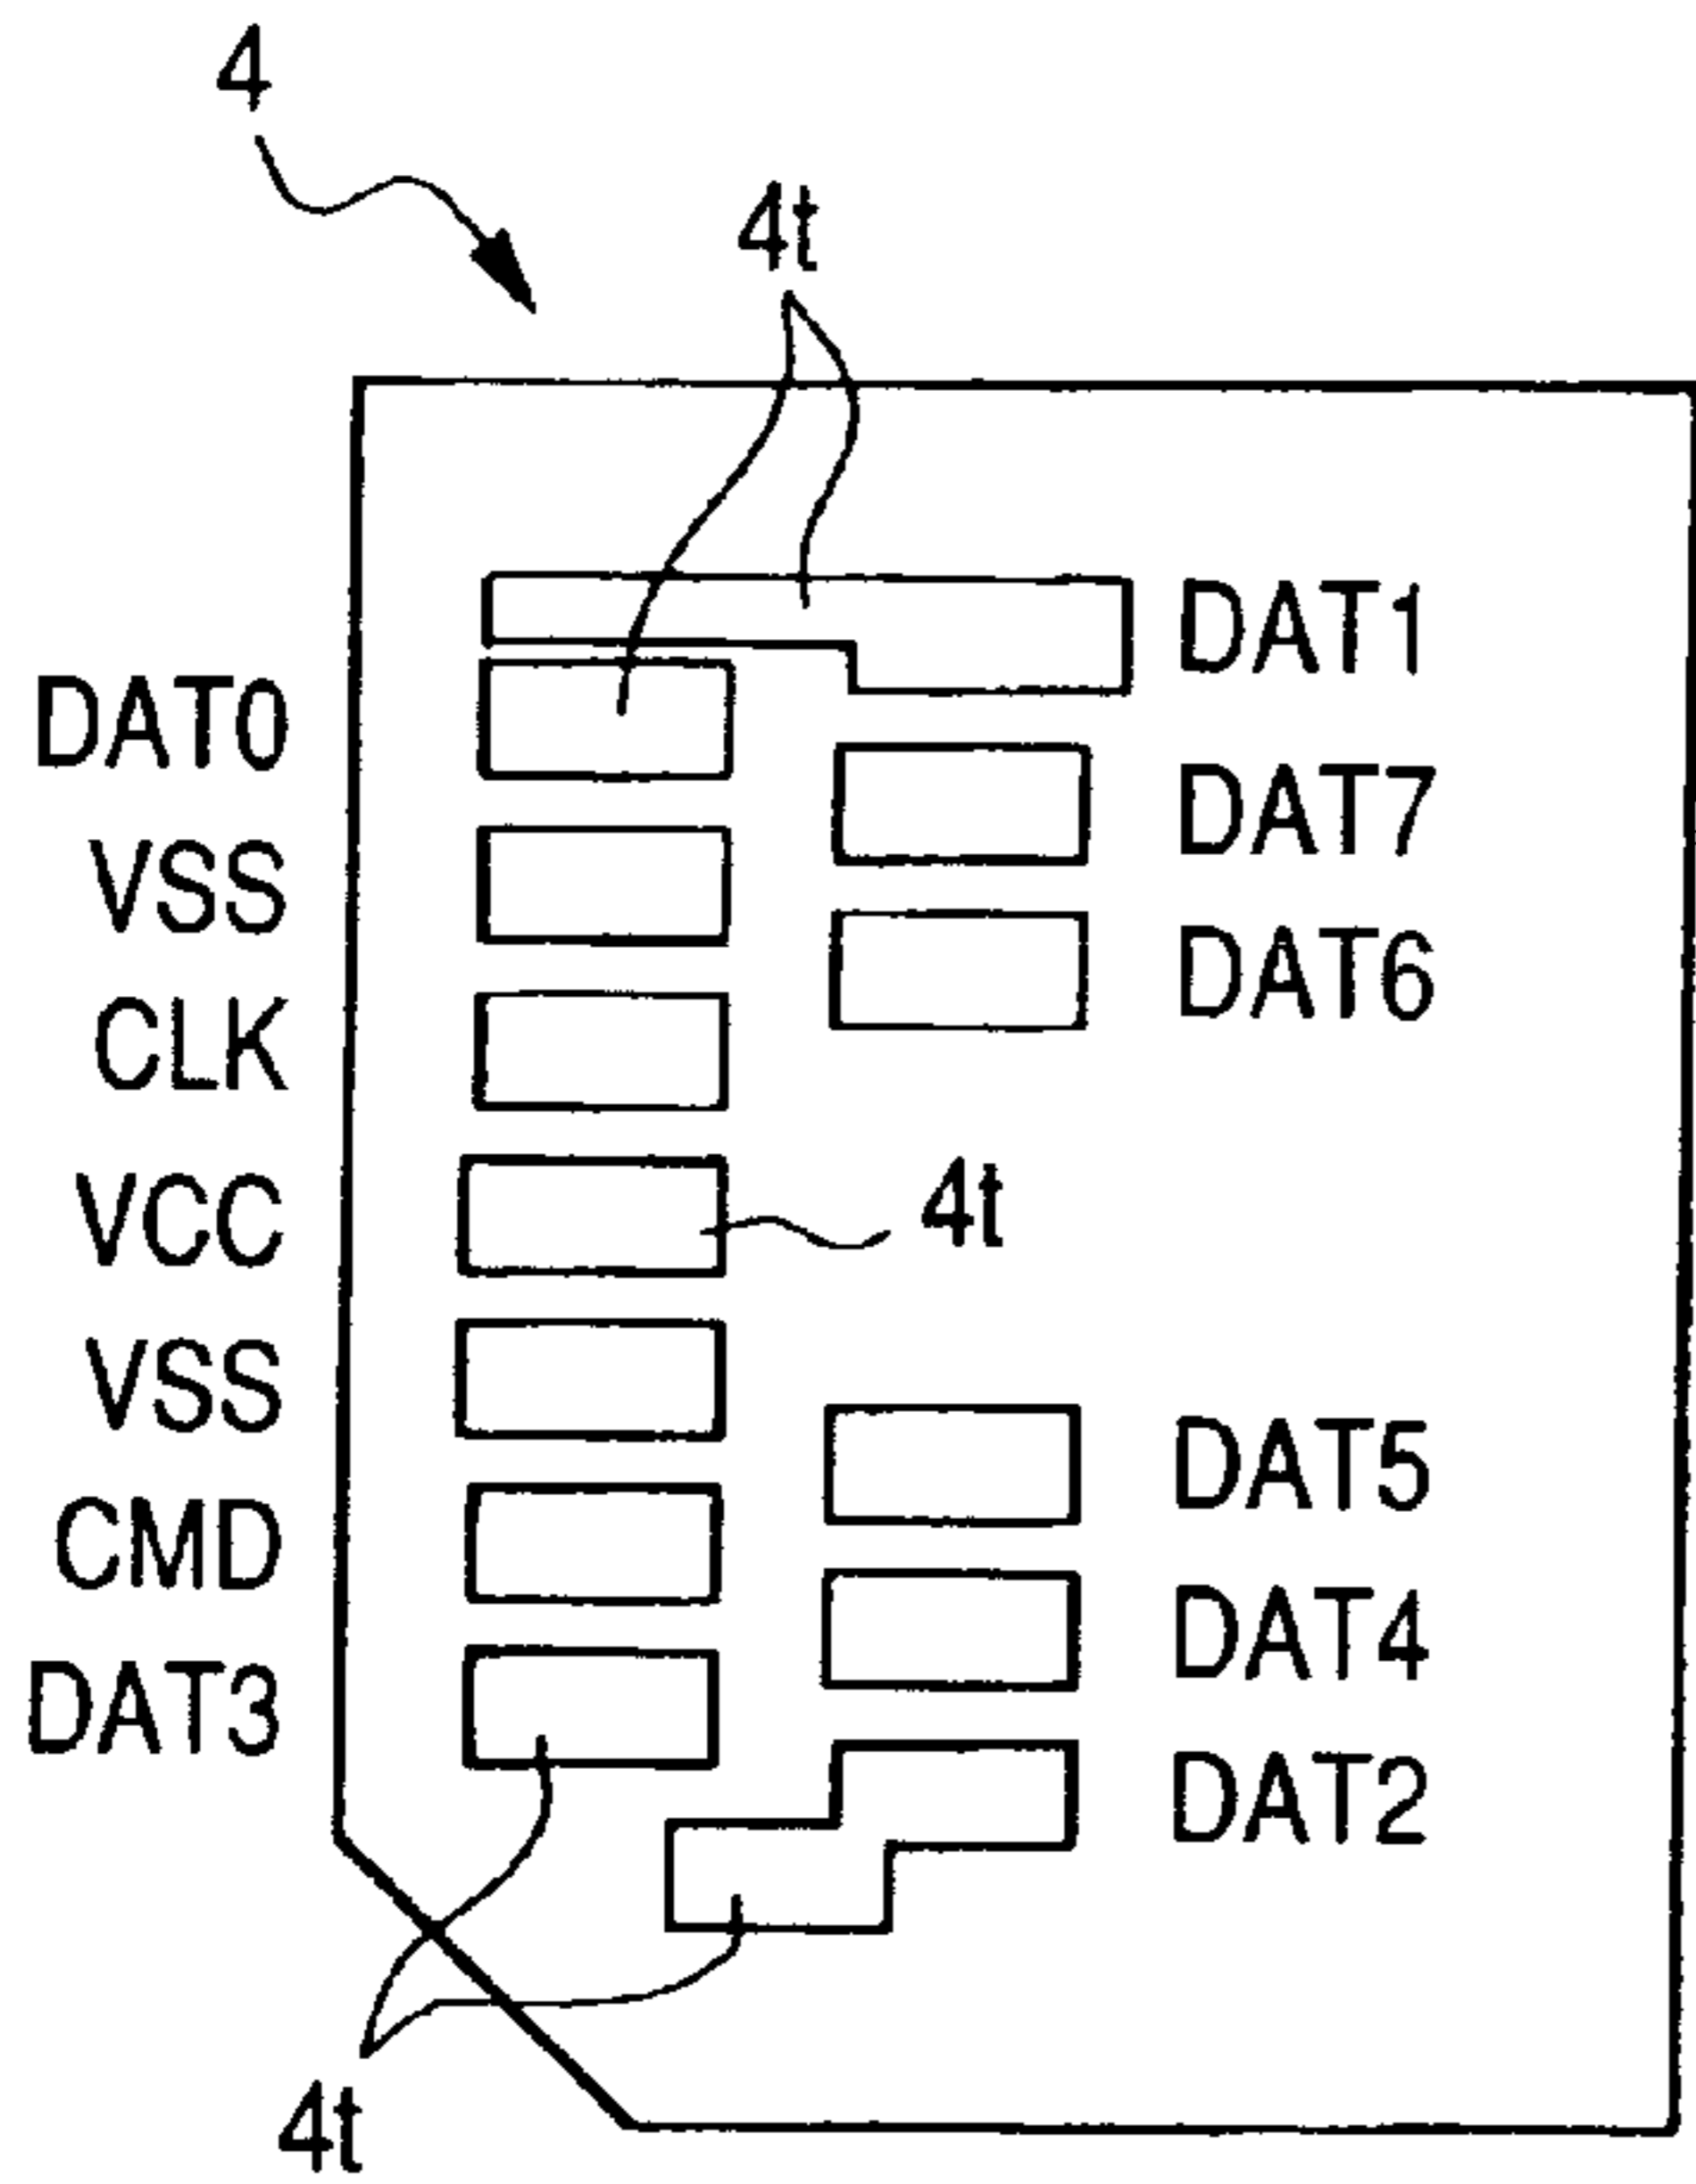 4
4t
DAT1
DAT0
DAT7
VSS
DAT6
CLK
VCC
4t
VSS
DAT5
CMD
DAT4
DAT3
DAT2
4t